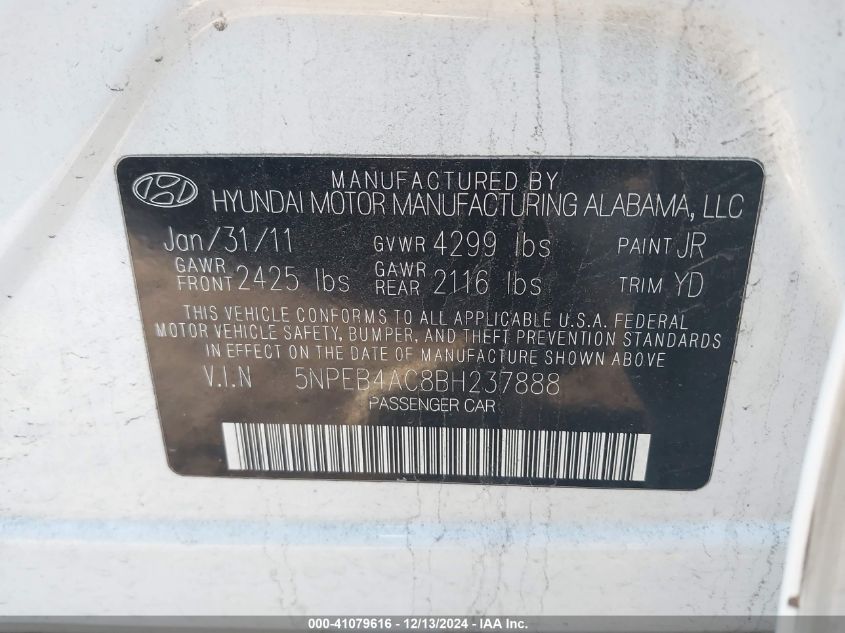 MANUFACTURED BY
HYUNDAI MOTOR MANUFACTURING ALABAMA, LLC
Jan/31/11 GVWR 4299 lbs PAINT JR
GAWR FRONT 2425 lbs GAWR REAR 2116 lbs TRIM YD
THIS VEHICLE CONFORMS TO ALL APPLICABLE U.S.A. FEDERAL
MOTOR VEHICLE SAFETY, BUMPER, AND THEFT PREVENTION STANDARDS
IN EFFECT ON THE DATE OF MANUFACTURE SHOWN ABOVE
V.I.N 5NPEB4AC8BH237888
PASSENGER CAR
000-41079616 - 12/13/2024 - IAA Inc.